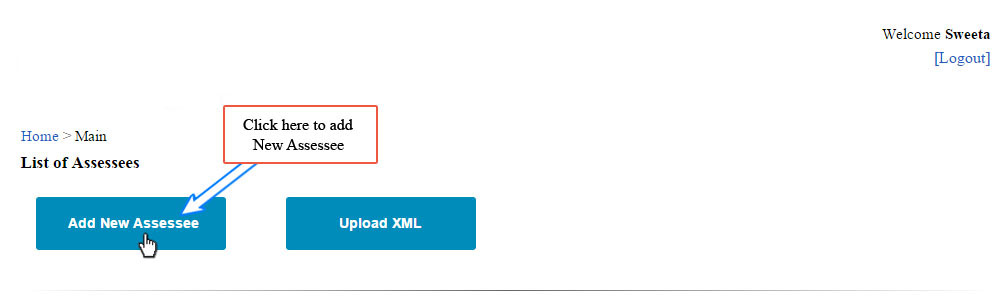 Welcome Sweeta
[Logout]
Click here to add
New Assessee
Home > Main
List of Assessees
Add New Assessee
Upload XML